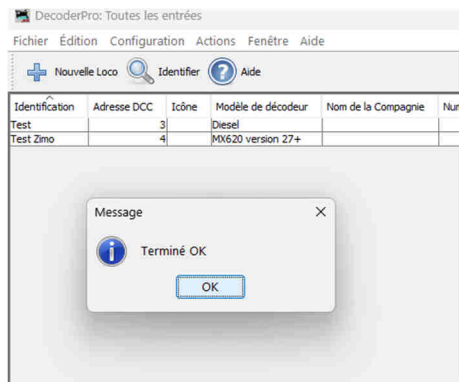 DecoderPro: Toutes les entrées
Fichier Édition Configuration Actions Fenêtre Aide
Nouvelle Loco Identifier Aide
Identification Adresse DCC Icône Modèle de décodeur Nom de la Compagnie
Test 3 Diesel
Test Zimo 4 MX620 version 27+
Message
Terminé OK
OK